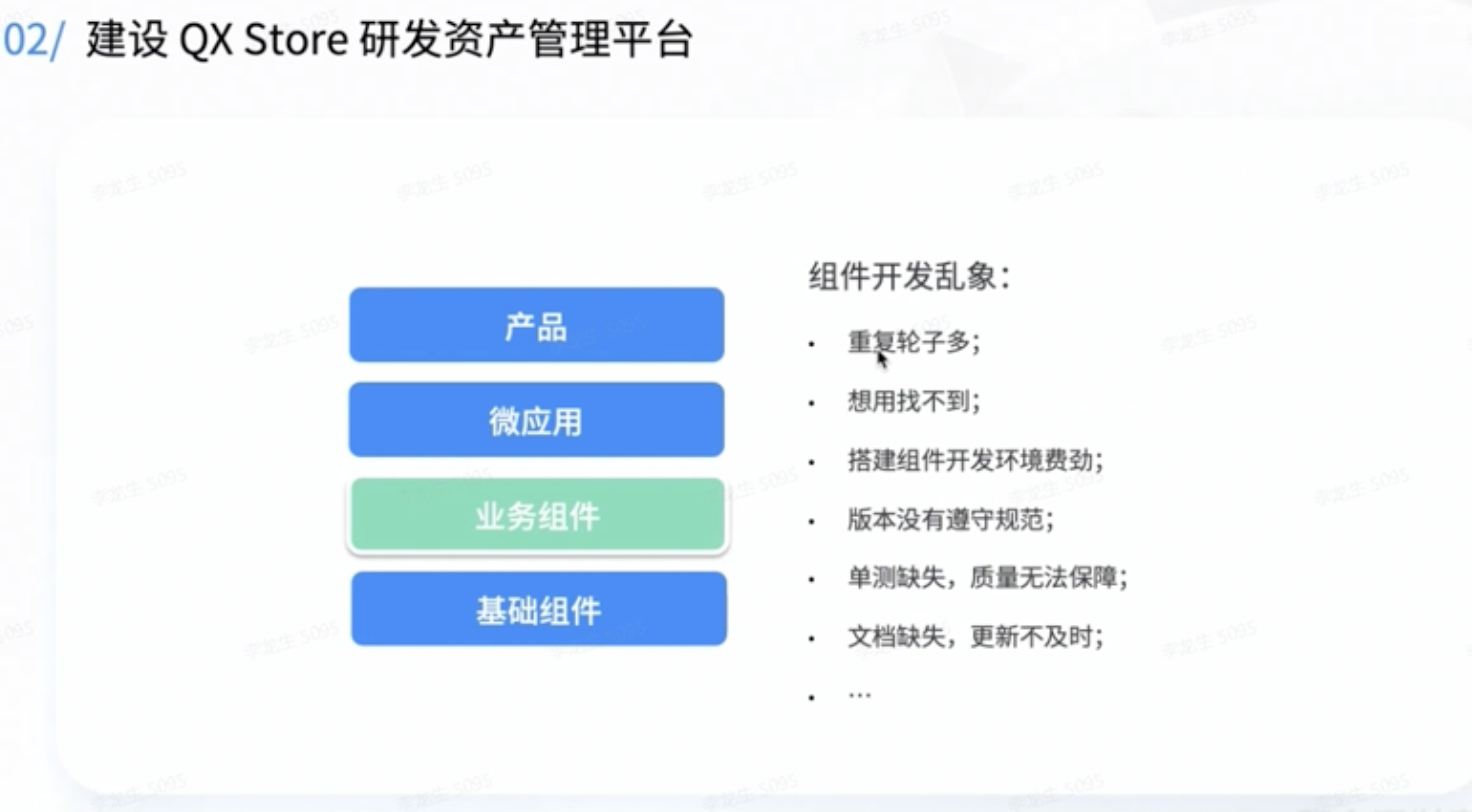 02/ 建设 QX Store 研发资产管理平台
产品
微应用
业务组件
基础组件
组件开发乱象：
· 重复轮子多；
· 想用找不到；
· 搭建组件开发环境费劲；
· 版本没有遵守规范；
· 单测缺失，质量无法保障；
· 文档缺失，更新不及时；
· …
李龙生 5095